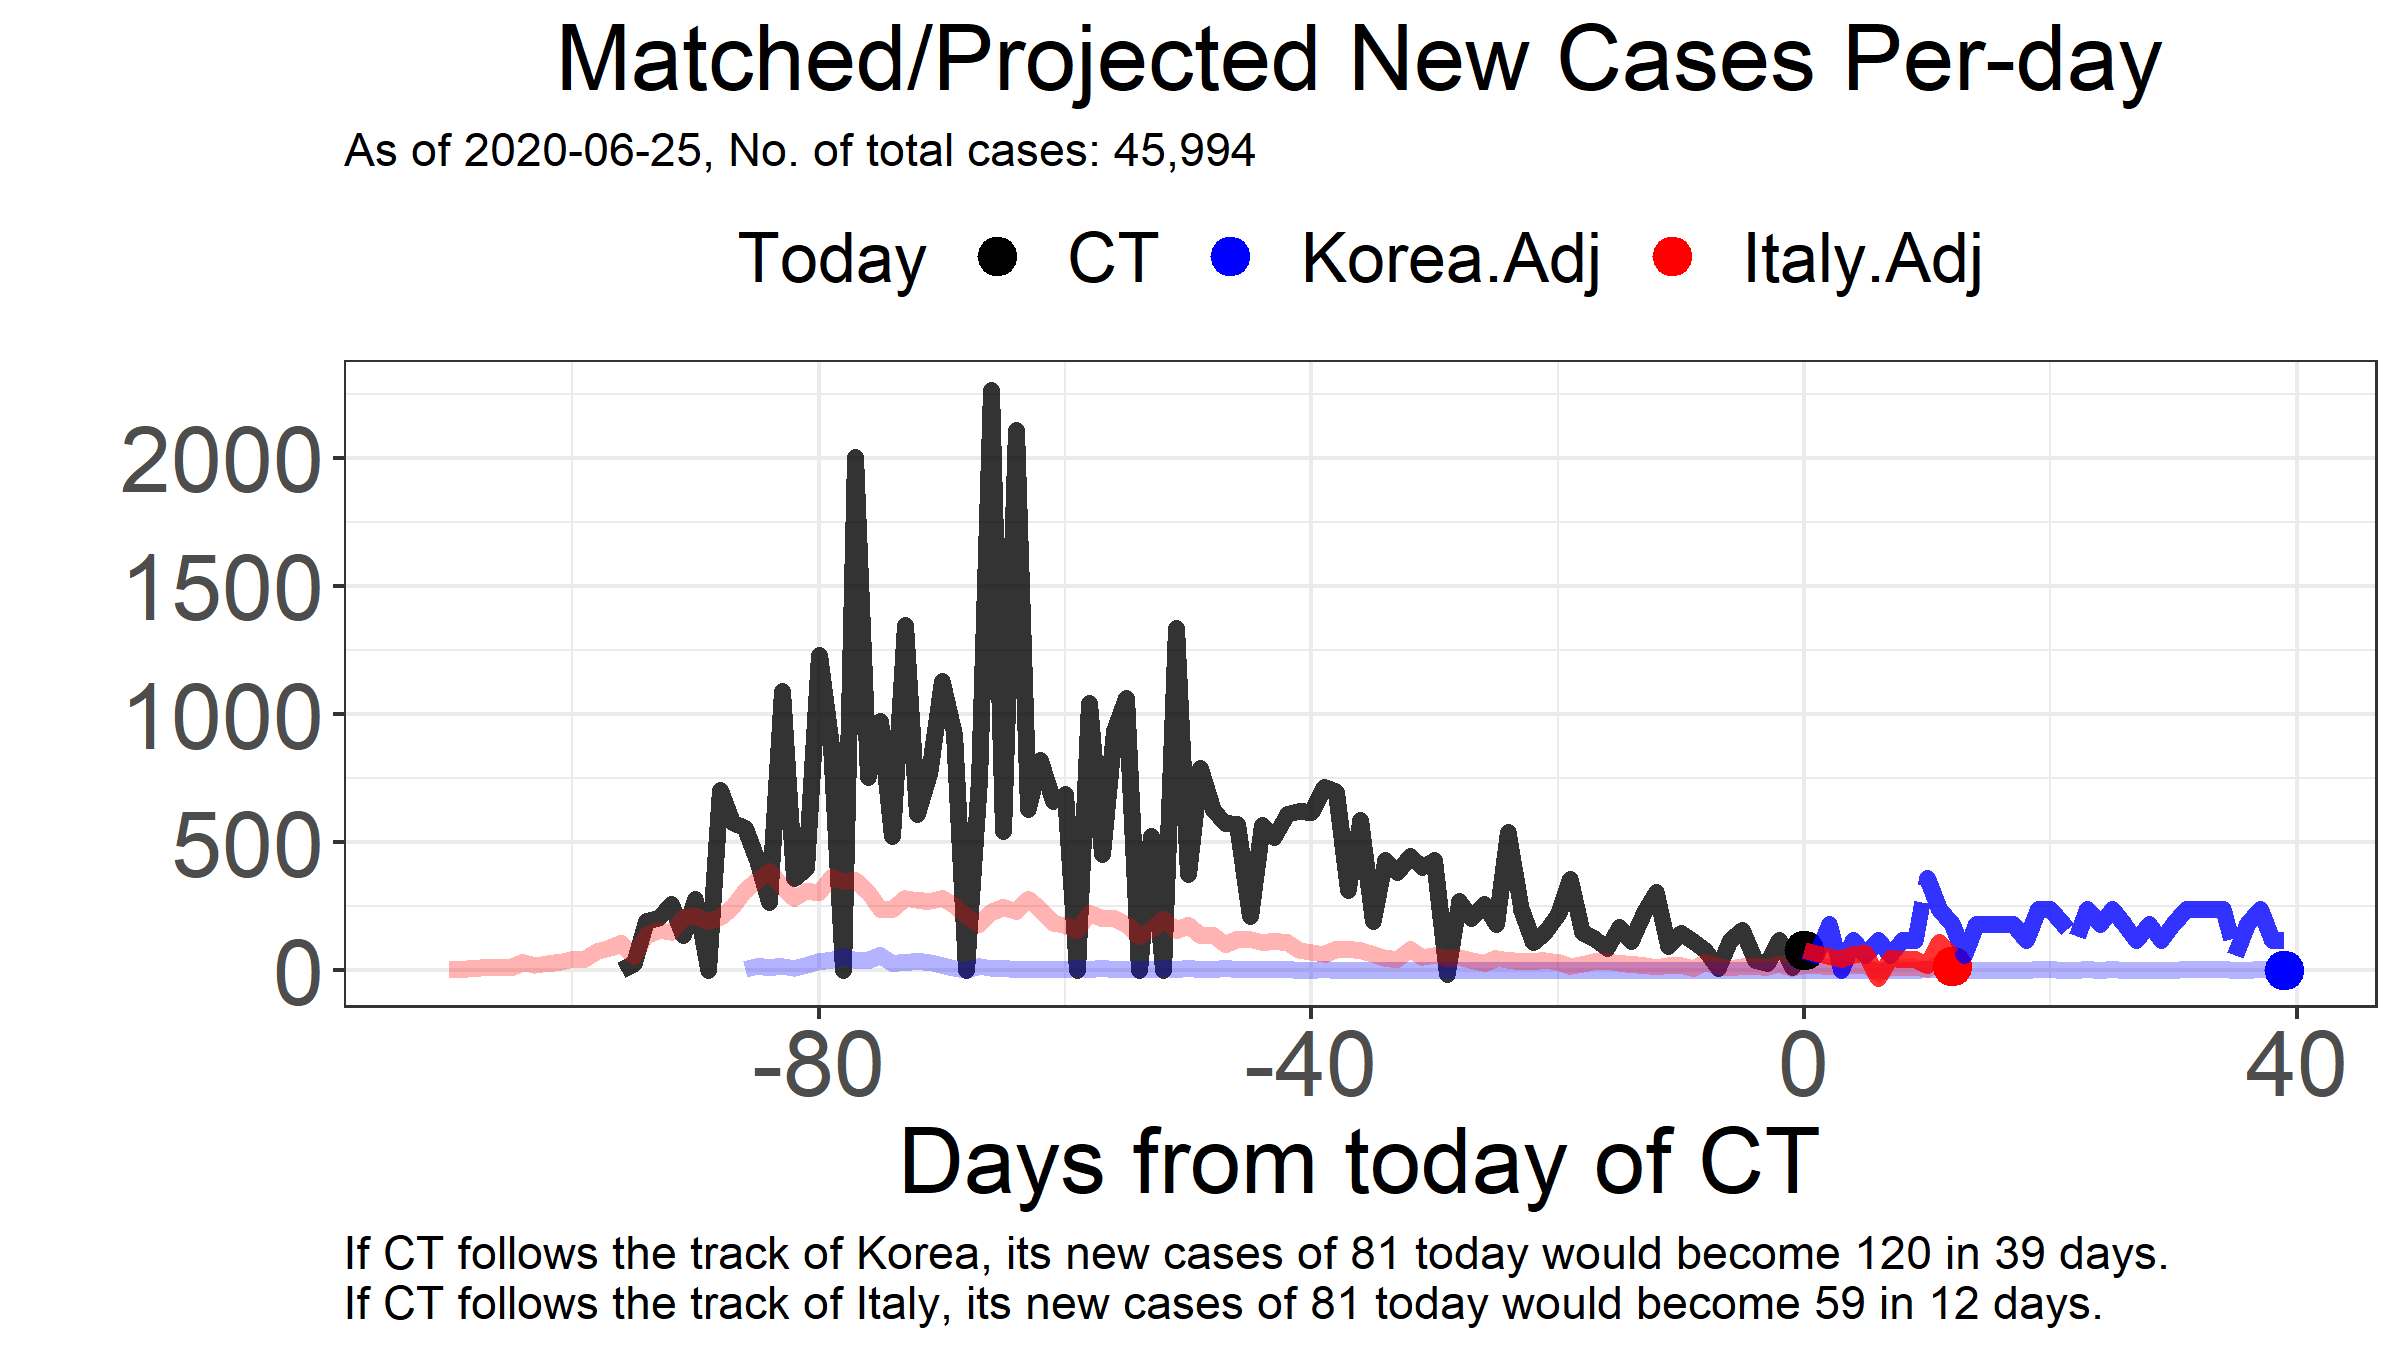 Matched/Projected New Cases Per-day
As of 2020-06-25, No. of total cases: 45,994
Today CT Korea.Adj Italy.Adj
2000
1500
1000
500
0
-80 -40 0 40
Days from today of CT
If CT follows the track of Korea, its new cases of 81 today would become 120 in 39 days.
If CT follows the track of Italy, its new cases of 81 today would become 59 in 12 days.